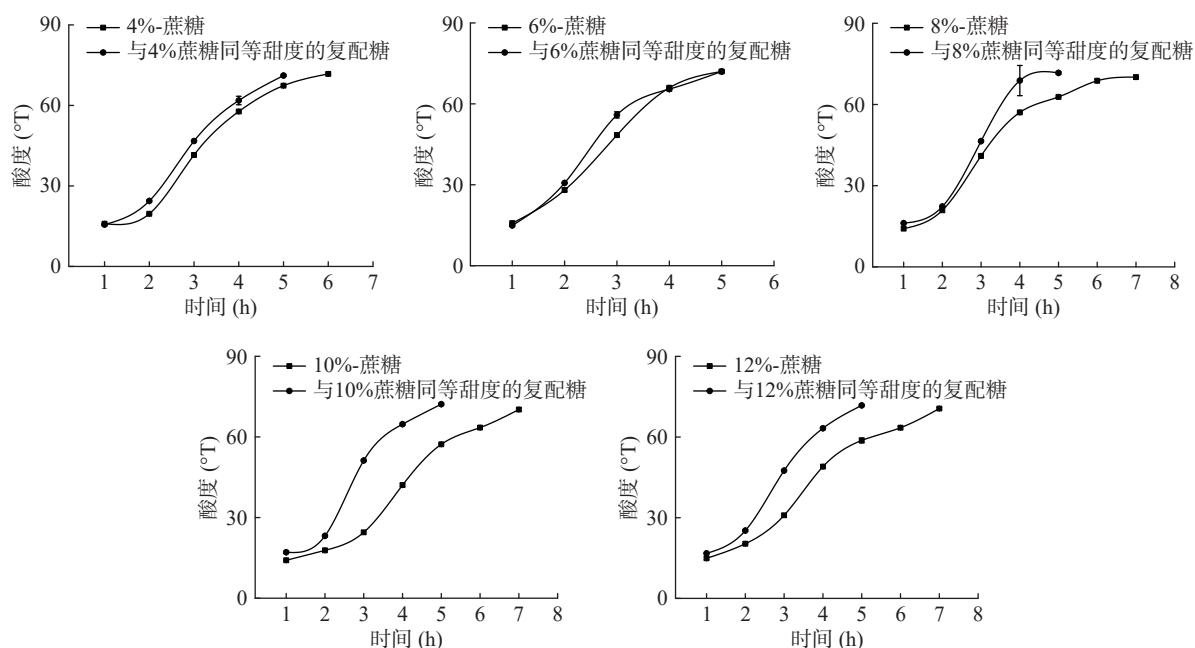 90
4%-蔗糖
与4%蔗糖同等甜度的复配糖
60
30
0
酸度 (°T)
1 2 3 4 5 6 7
时间 (h)
90
6%-蔗糖
与6%蔗糖同等甜度的复配糖
60
30
0
酸度 (°T)
1 2 3 4 5 6
时间 (h)
90
8%-蔗糖
与8%蔗糖同等甜度的复配糖
60
30
0
酸度 (°T)
1 2 3 4 5 6 7 8
时间 (h)
90
10%-蔗糖
与10%蔗糖同等甜度的复配糖
60
30
0
酸度 (°T)
1 2 3 4 5 6 7 8
时间 (h)
90
12%-蔗糖
与12%蔗糖同等甜度的复配糖
60
30
0
酸度 (°T)
1 2 3 4 5 6 7 8
时间 (h)